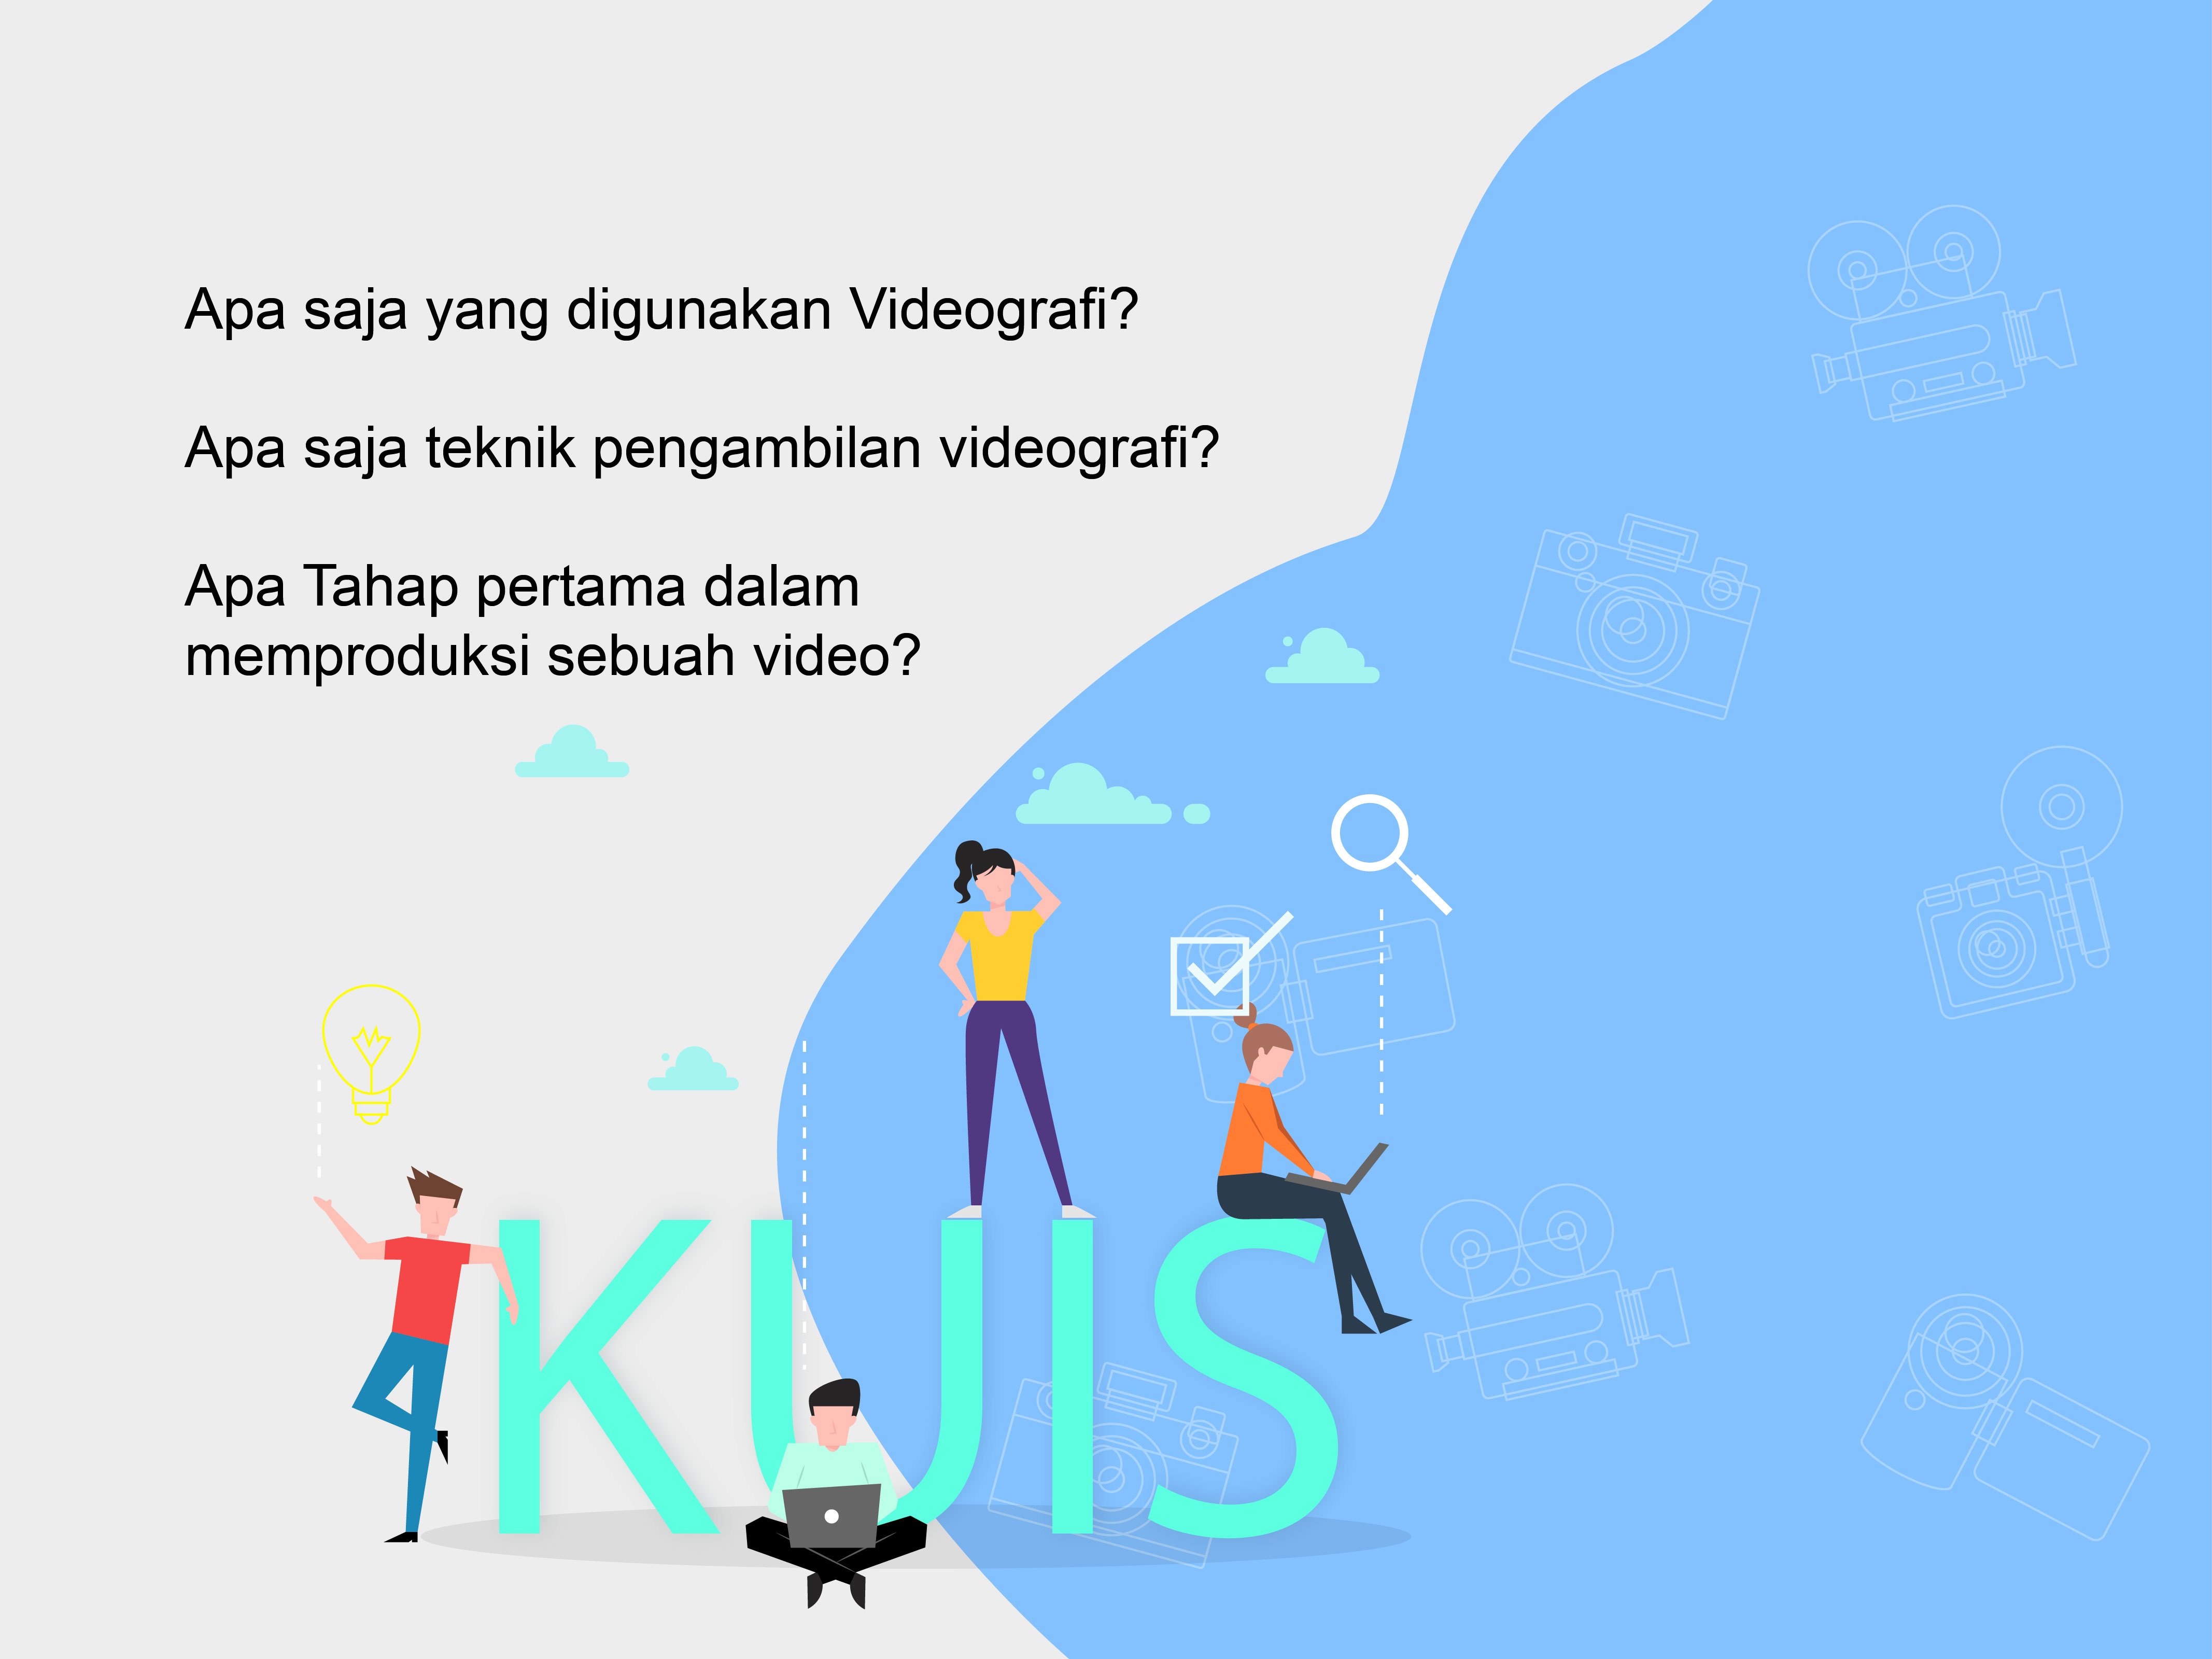 Apa saja yang digunakan Videografi?
Apa saja teknik pengambilan videografi?
Apa Tahap pertama dalam
memproduksi sebuah video?
KUIS